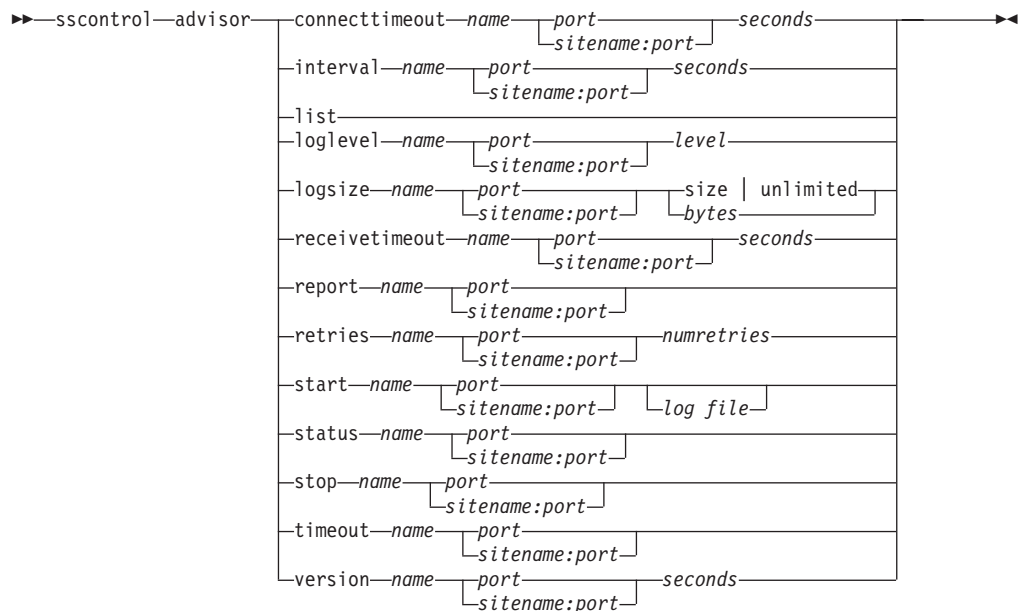 sscontrol advisor connecttimeout name port seconds
sitename:port
interval name port seconds
sitename:port
list
loglevel name port level
sitename:port
logsize name port size | unlimited
sitename:port bytes
receivetimeout name port seconds
sitename:port
report name port
sitename:port
retries name port numretries
sitename:port
start name port
sitename:port log file
status name port
sitename:port
stop name port
sitename:port
timeout name port
sitename:port
version name port seconds
sitename:port